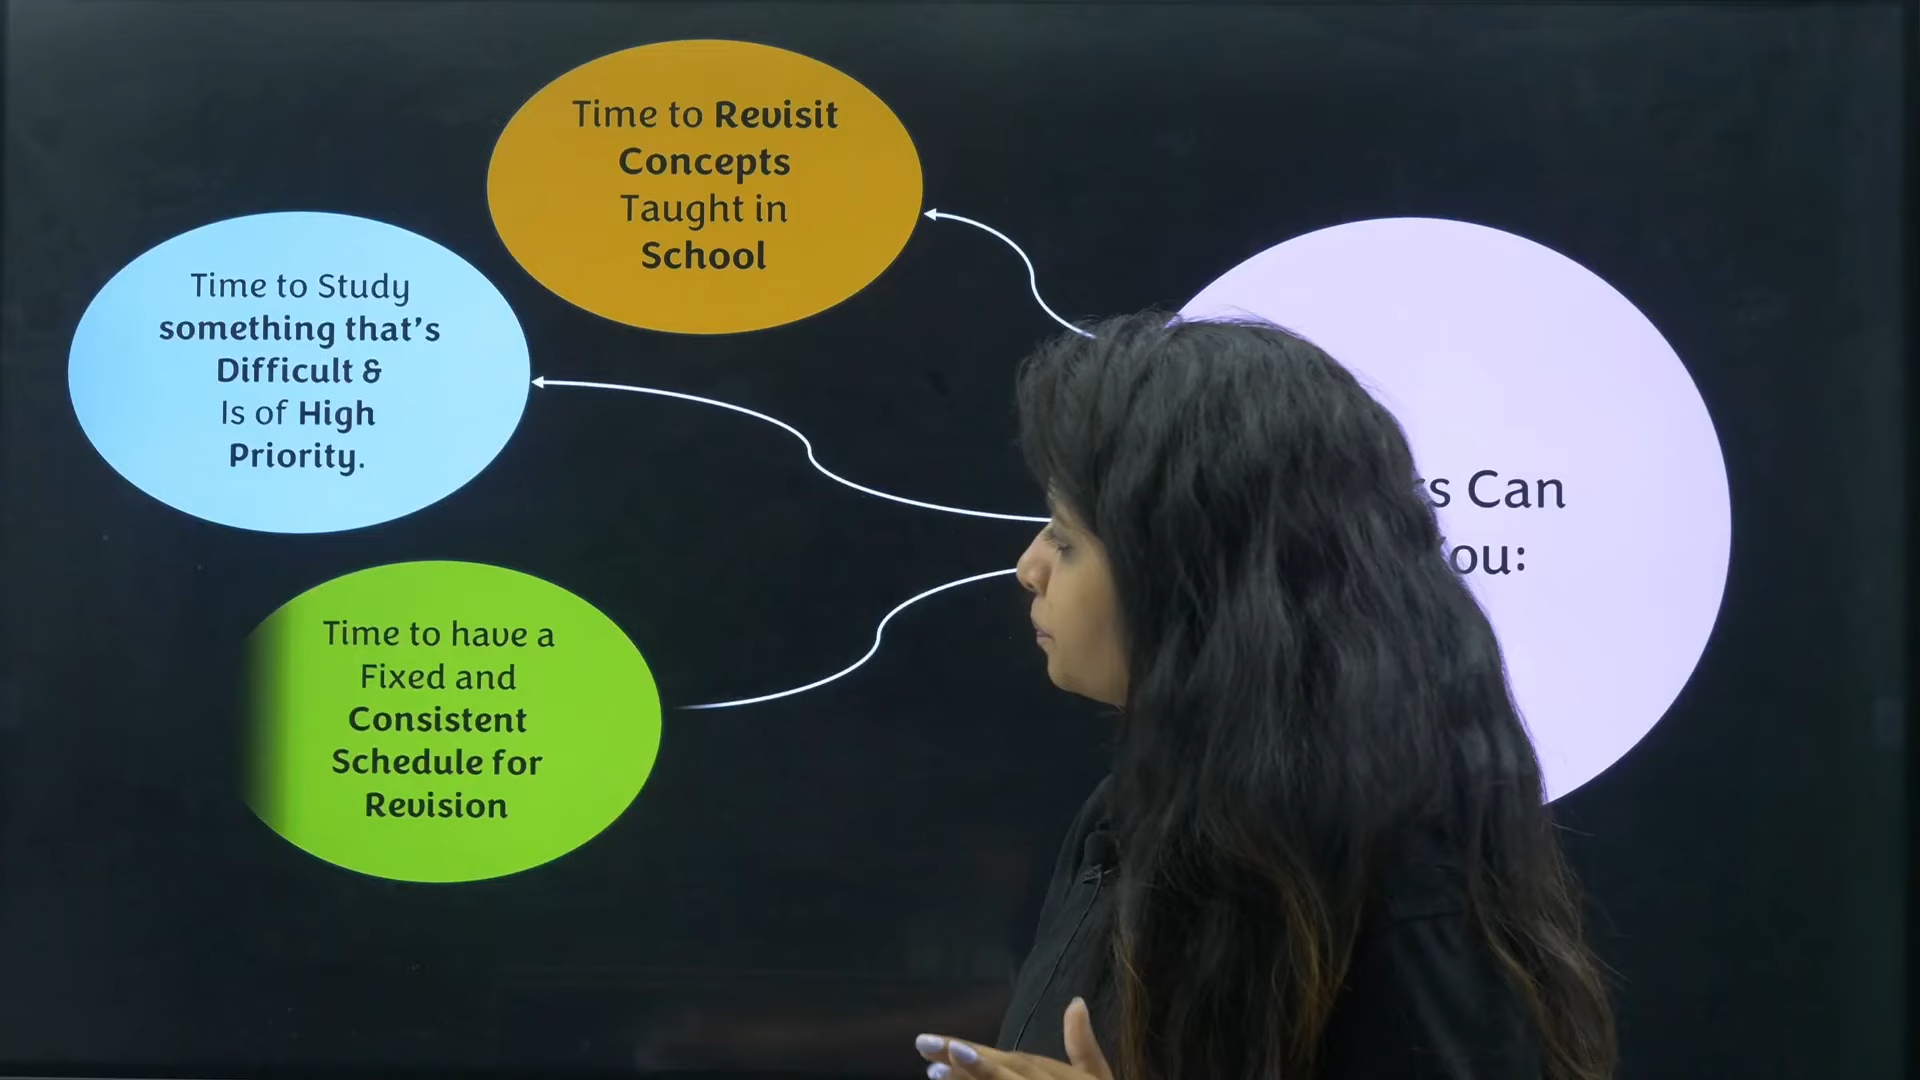 Time to Revisit
Concepts
Taught in
School
Time to Study
something that's
Difficult &
Is of High
Priority.
Time to have a
Fixed and
Consistent
Schedule for
Revision
Can